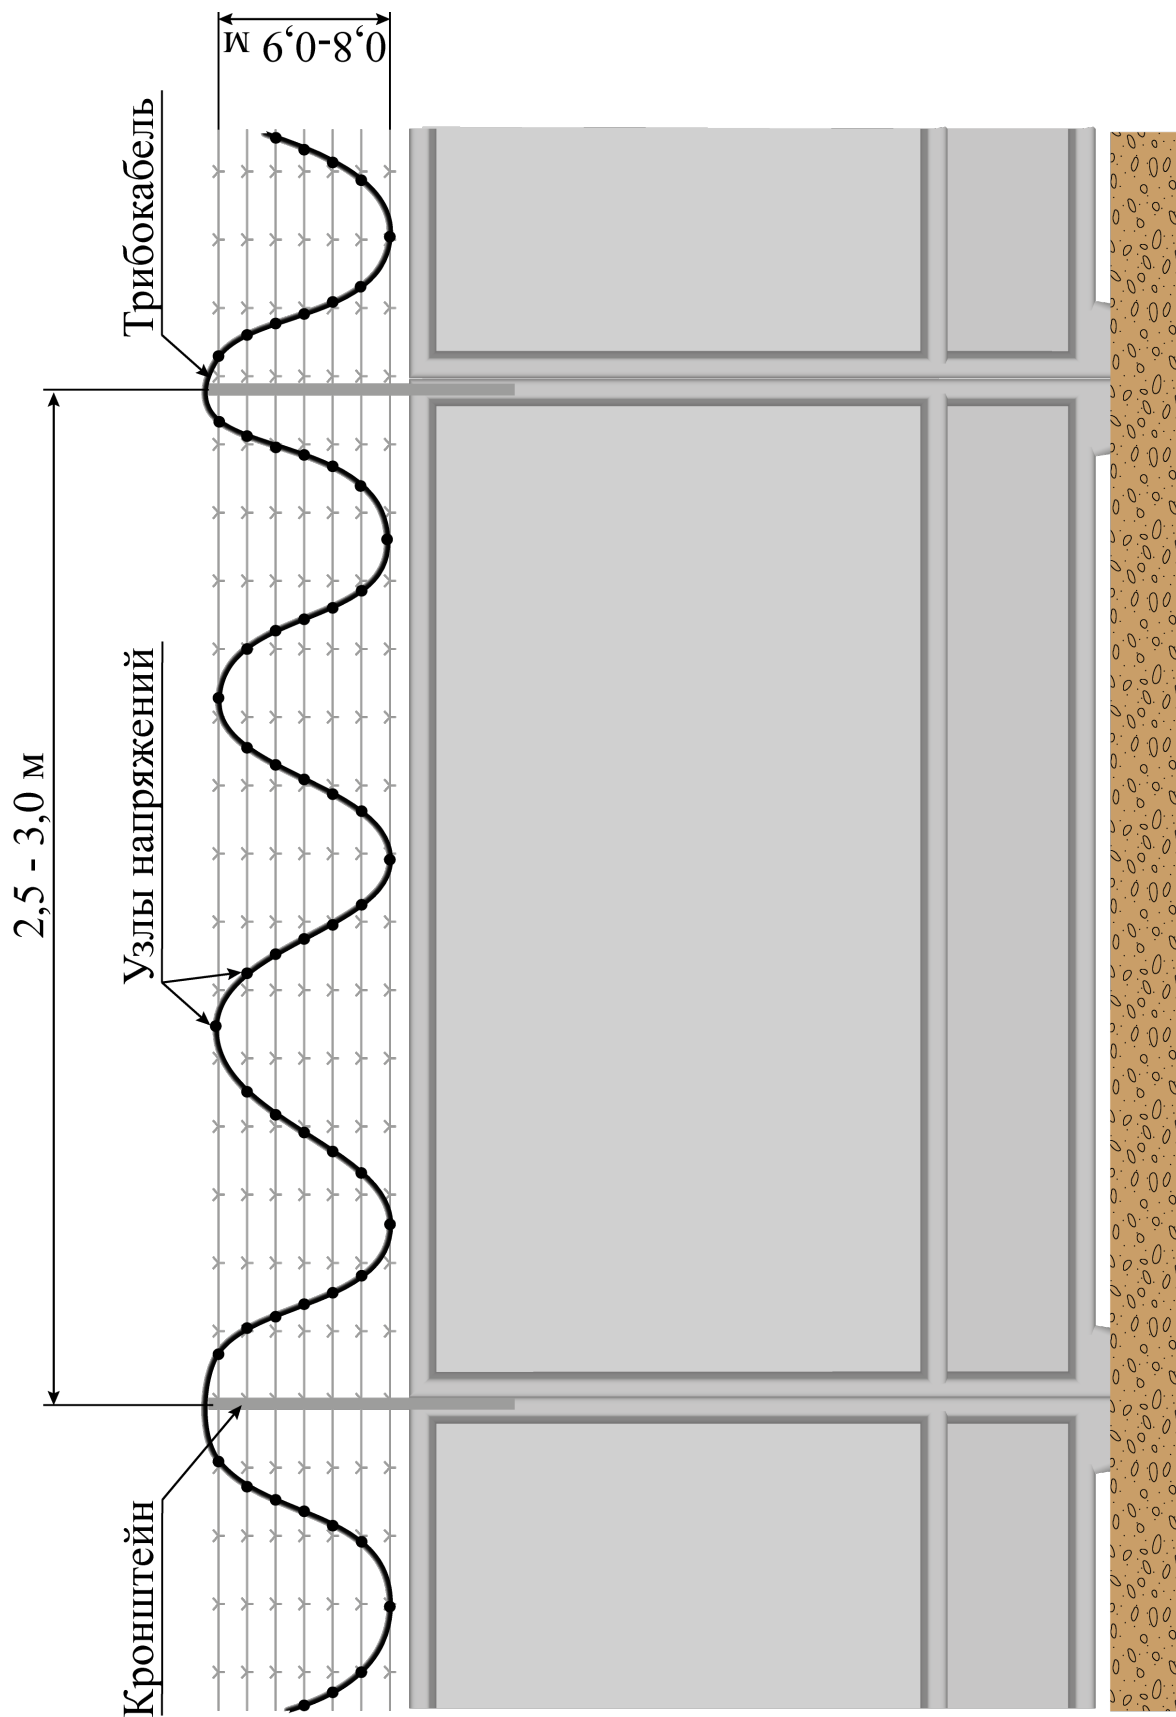 0,8-0,9 м
2,5 - 3,0 м
Кронштейн
Узлы напряжений
Трибокабель